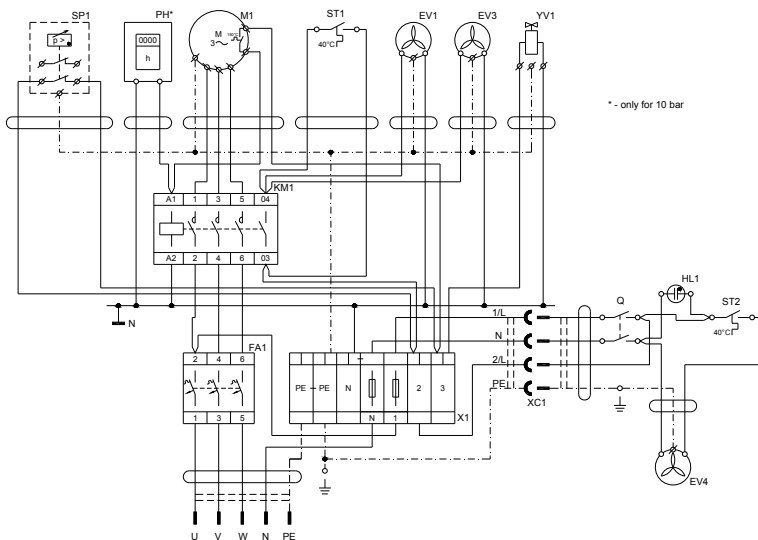 SP1 PH* M1 ST1 EV1 EV3 YV1
p >
0000
h
M
3
150°C
40°C
* - only for 10 bar
KM1
A1 1 3 5 04
A2 2 4 6 03
N
HL1
Q
ST2
40°C
1/L
N
2/L
PE
XC1
FA1
2 4 6
1 3 5
PE PE N 2 3
N 1
X1
EV4
U V W N PE